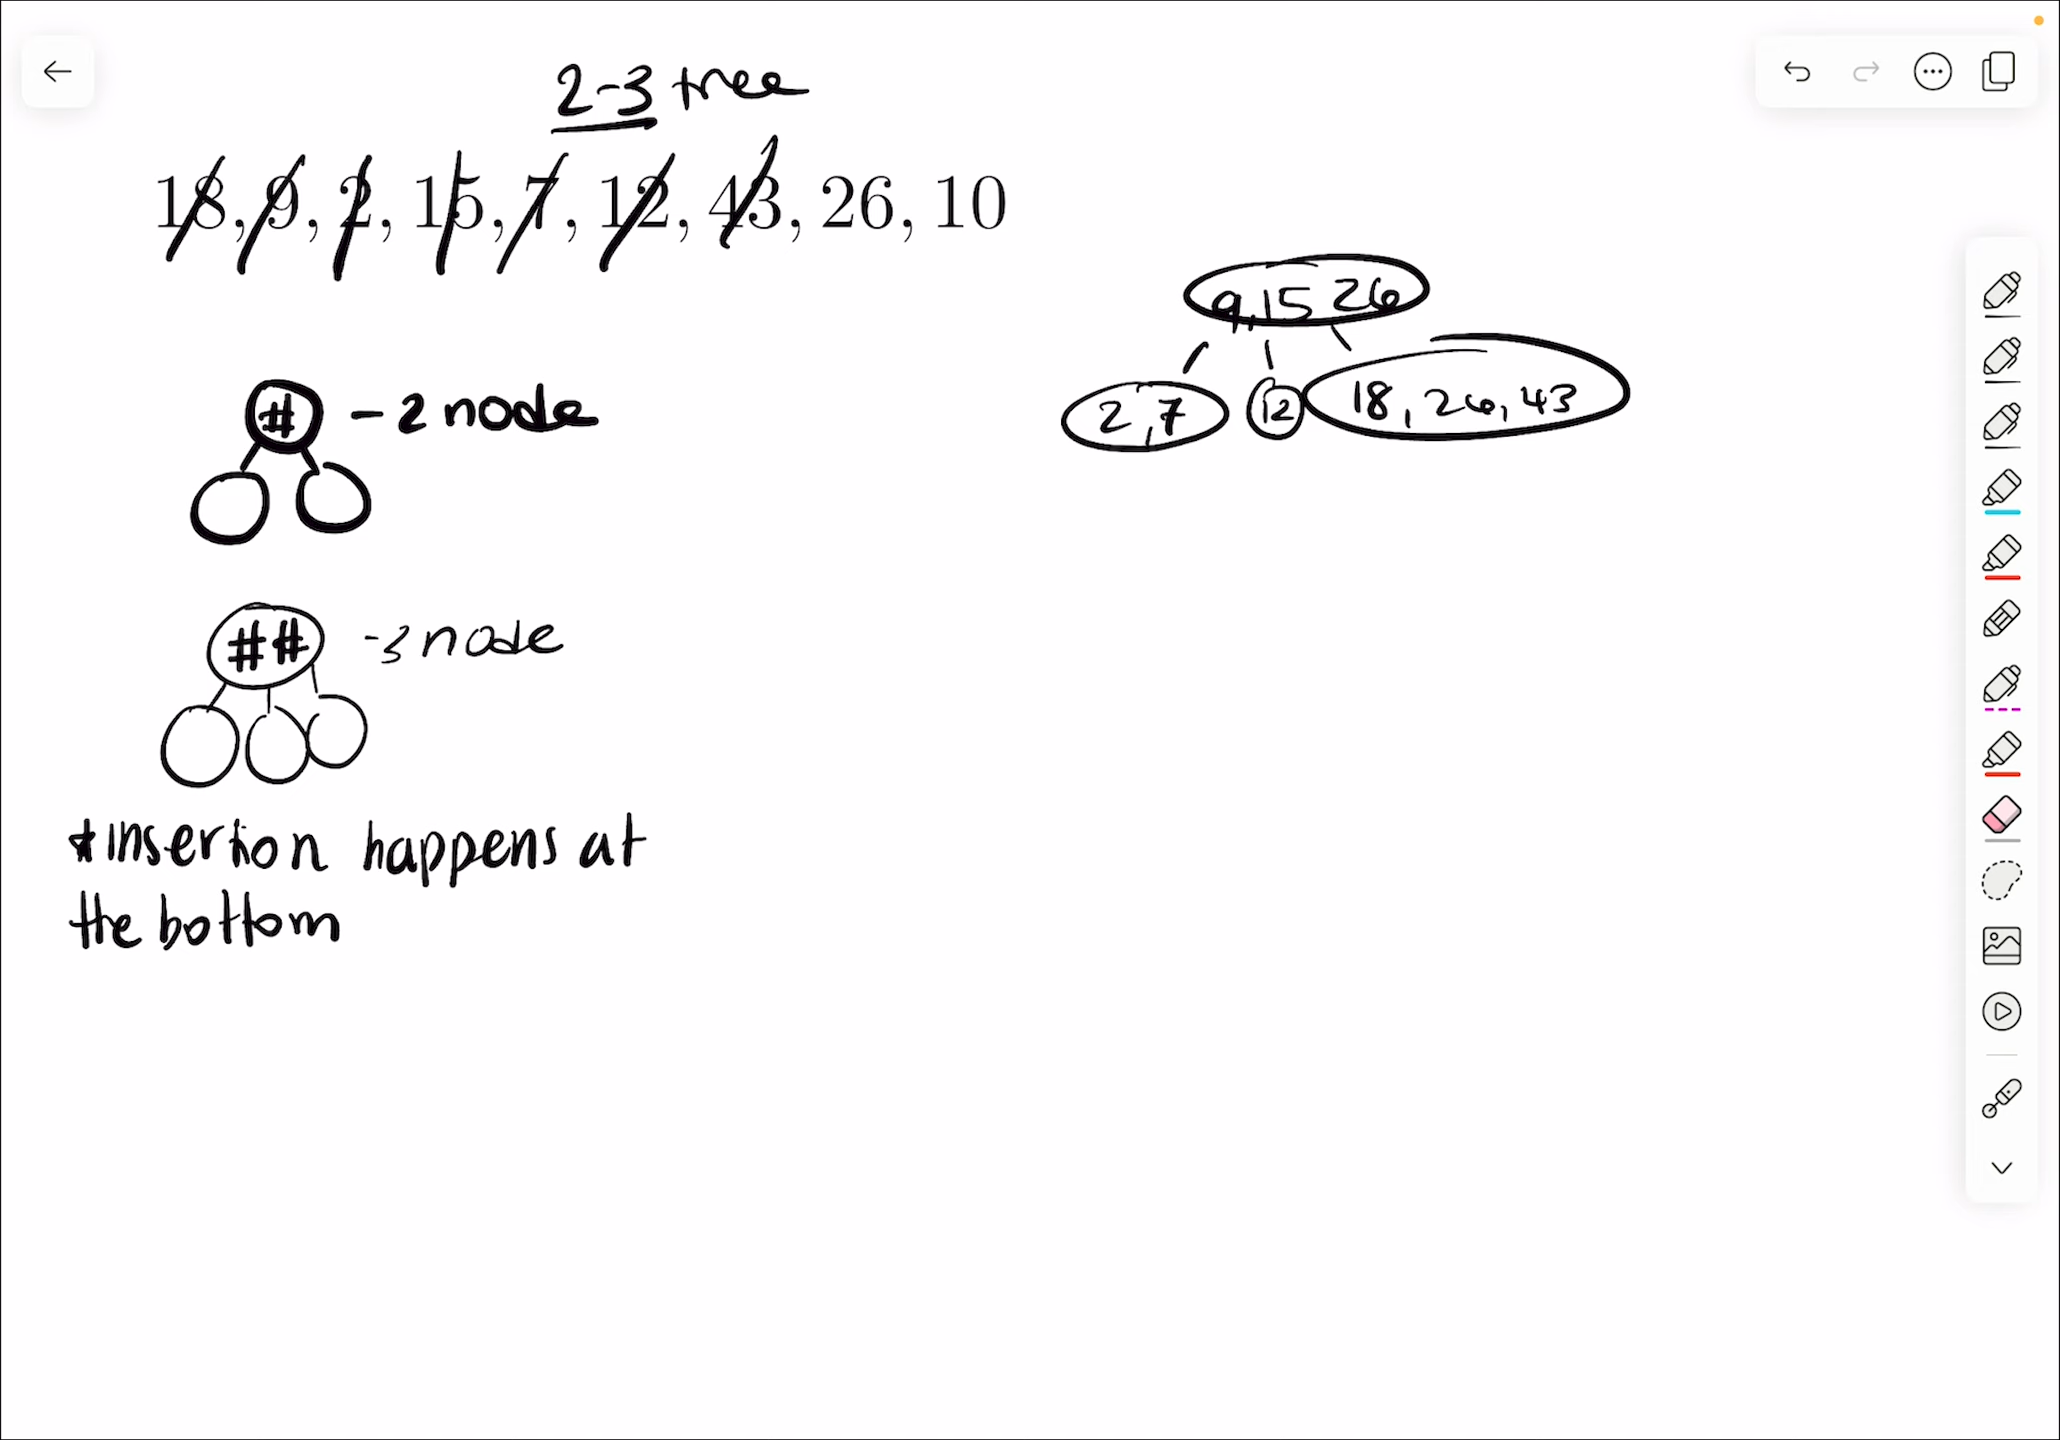 2-3 tree
18, 9, 2, 15, 7, 12, 43, 26, 10
9, 15 26
2, 7 12 18, 26, 43
# - 2 node
## -3 node
*insertion happens at
the bottom